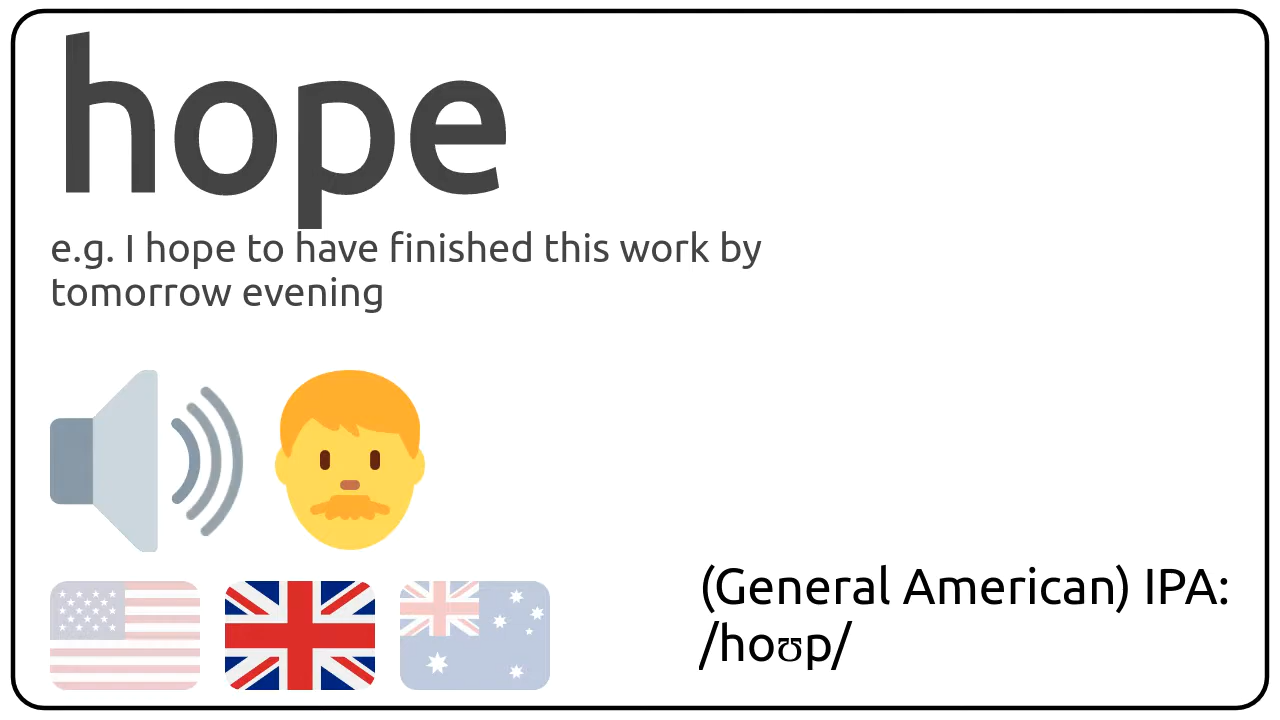 hope
e.g. I hope to have finished this work by
tomorrow evening
(General American) IPA:
/hoʊp/